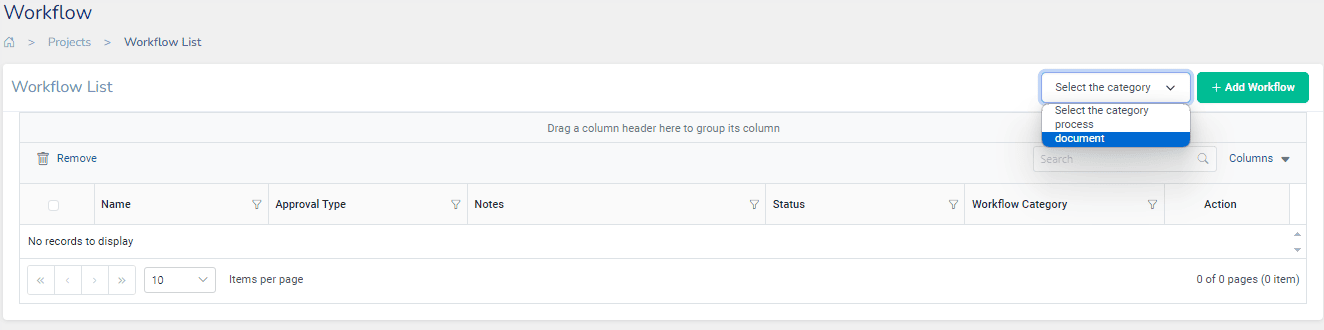 Workflow
> Projects > Workflow List
Workflow List
Select the category
+ Add Workflow
Select the category
process
document
Drag a column header here to group its column
Remove
Search
Columns
Name Approval Type Notes Status Workflow Category Action
No records to display
« ‹ › » 10 Items per page 0 of 0 pages (0 item)